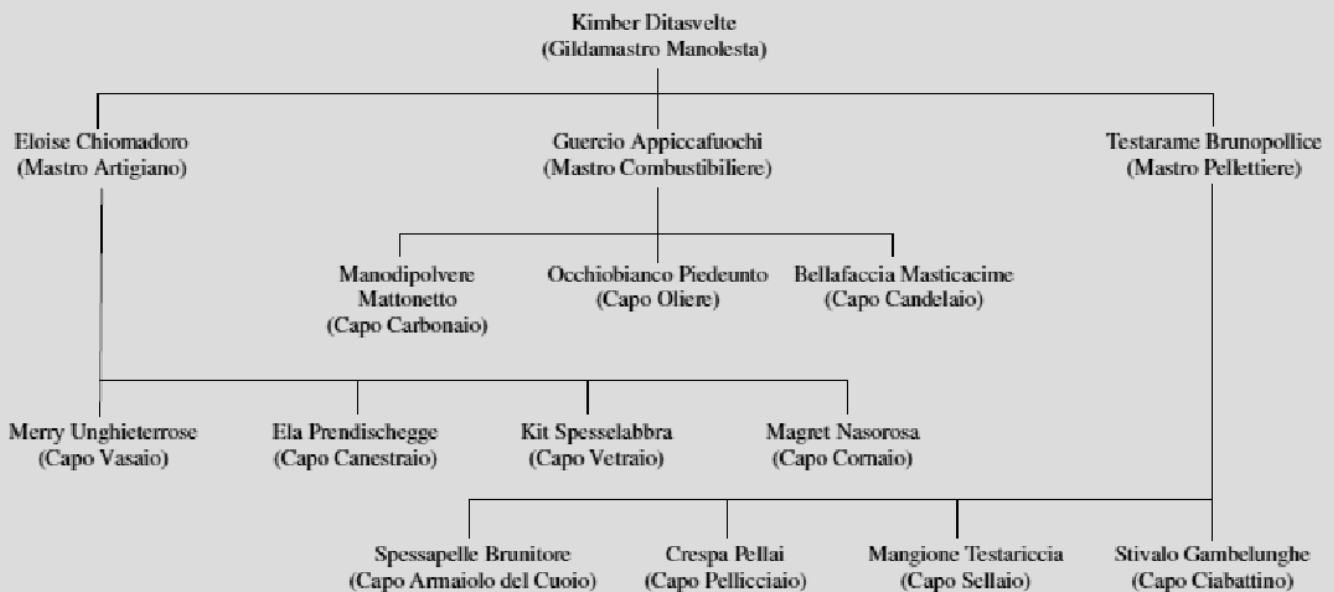 Kimber Ditasvelte
(Gildamastro Manolesta)
Eloise Chiomadoro
(Mastro Artigiano)
Guercio Appiccafuochi
(Mastro Combustibiliere)
Testarame Brunopollice
(Mastro Pellettiere)
Manodipolvere
Mattonetto
(Capo Carbonaio)
Occhiobianco Piedeunto
(Capo Oliere)
Bellafaccia Masticacime
(Capo Candelaio)
Merry Unghieterrose
(Capo Vasaio)
Ela Prendischegge
(Capo Canestraio)
Kit Spesselabbra
(Capo Vetraio)
Magret Nasorosa
(Capo Cornaio)
Spessapelle Brunitore
(Capo Armaiolo del Cuoio)
Crespa Pellai
(Capo Pellicciaio)
Mangione Testariccia
(Capo Sellaio)
Stivalo Gambelunghe
(Capo Ciabattino)